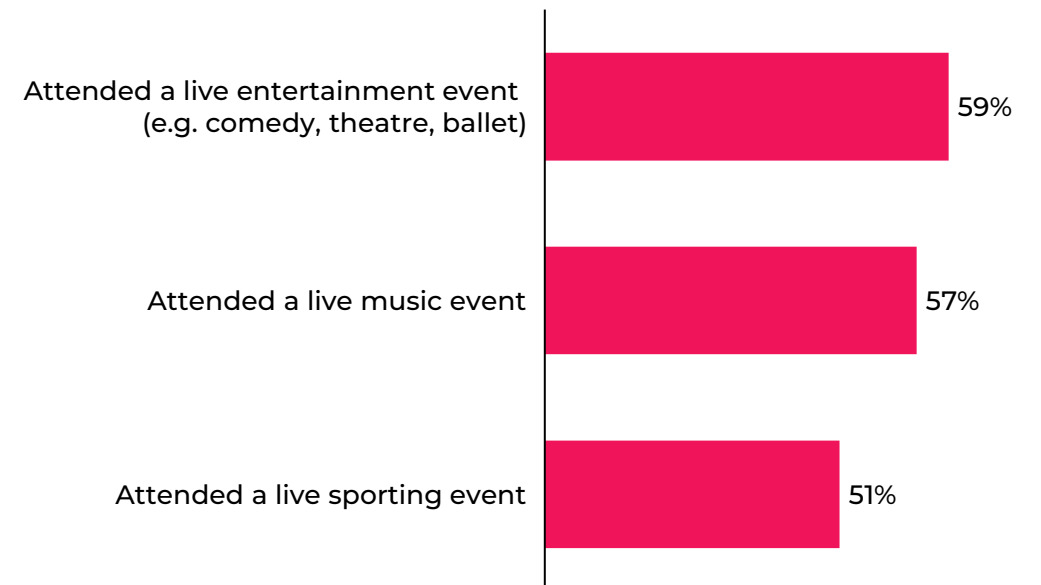 Attended a live entertainment event
(e.g. comedy, theatre, ballet)
59%
Attended a live music event
57%
Attended a live sporting event
51%